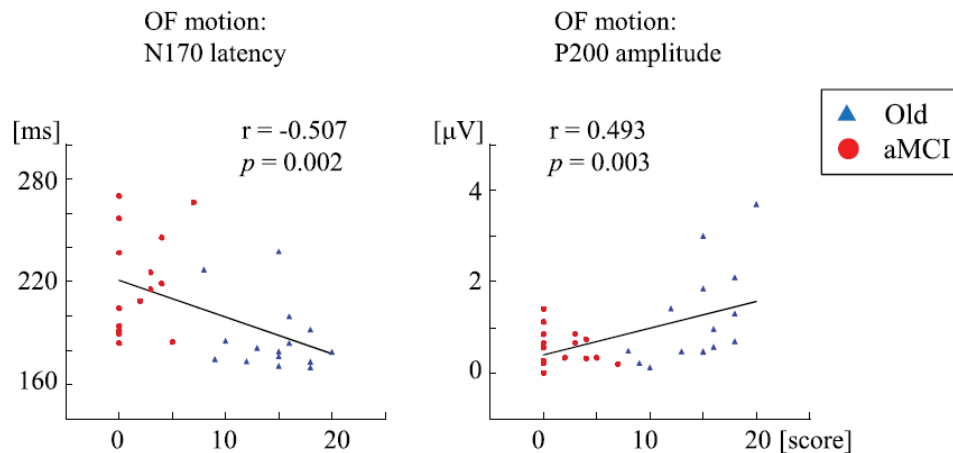 OF motion:
N170 latency
OF motion:
P200 amplitude
[ms]
r = -0.507
p = 0.002
280
220
160
0
10
20
[μV]
r = 0.493
p = 0.003
4
2
0
0
10
20 [score]
Old
aMCI